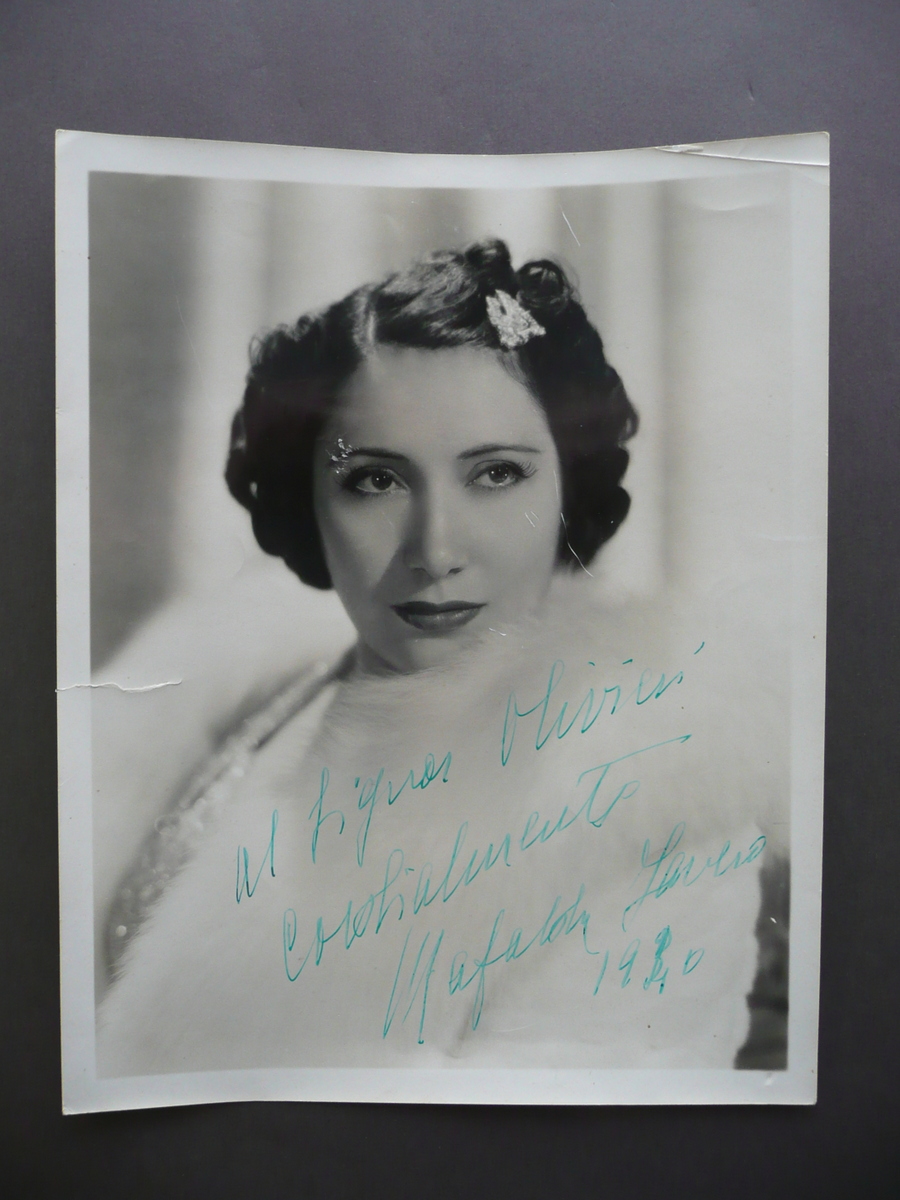 Al Signor Olivieri
Cordialmente
Mafalda Favero
1940